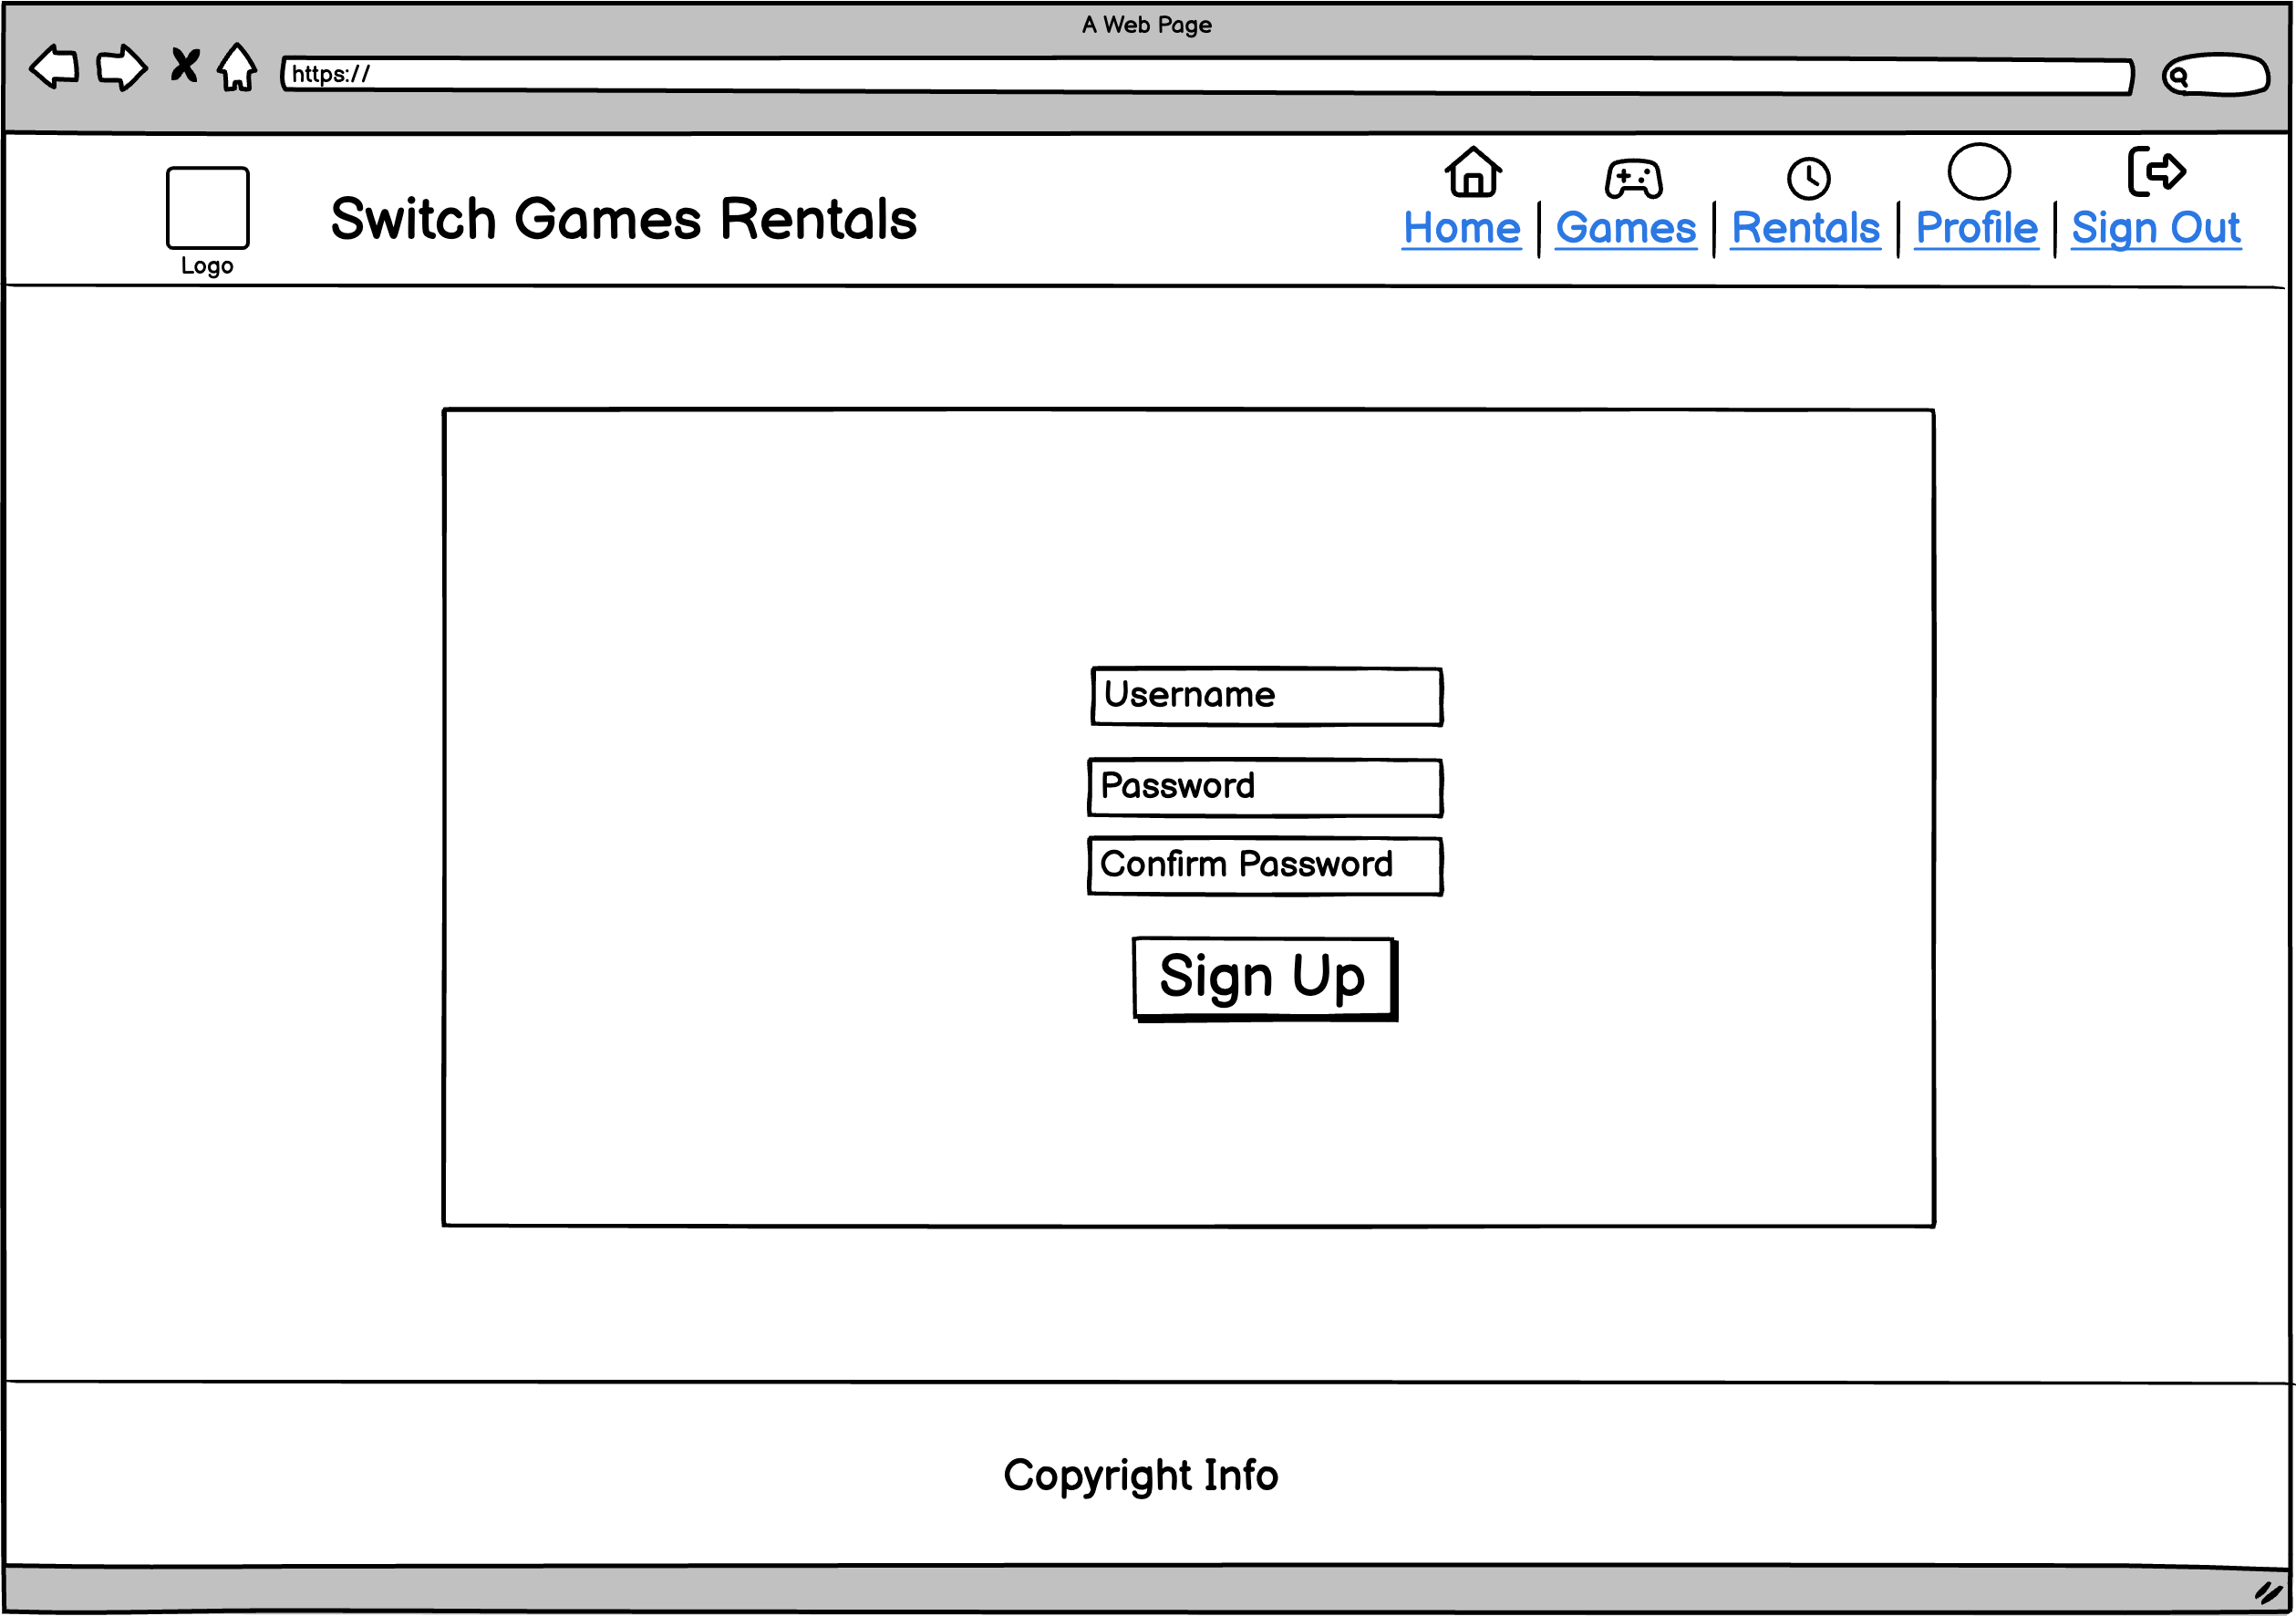 A Web Page
https://
Switch Games Rentals
Home Games Rentals Profile Sign Out
Logo
Username
Password
Confirm Password
Sign Up
Copyright Info